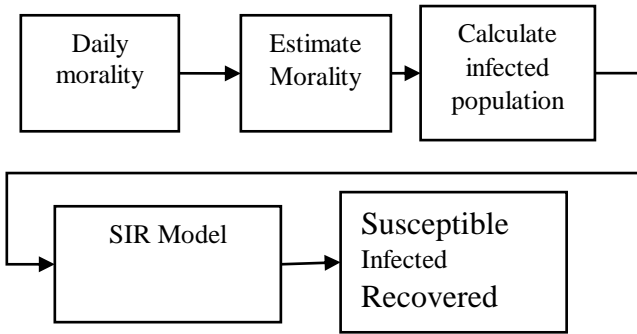 Daily
morality
Estimate
Morality
Calculate
infected
population
SIR Model
Susceptible
Infected
Recovered